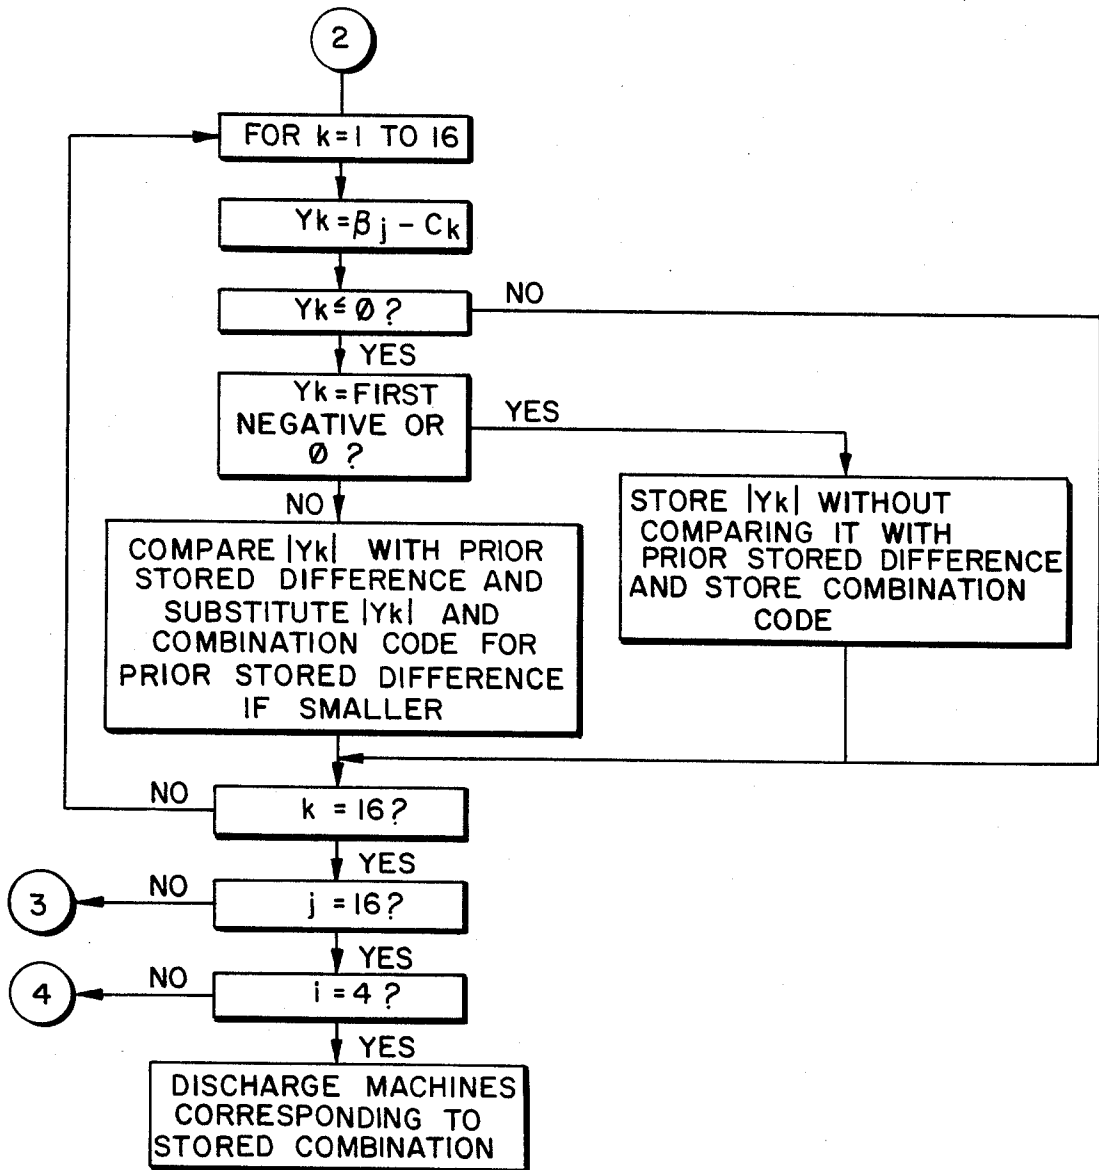 2
FOR k=1 TO 16
Yk=βj-Ck
Yk≤Ø?
NO
YES
Yk=FIRST
NEGATIVE OR
Ø?
YES
NO
STORE |Yk| WITHOUT
COMPARING IT WITH
PRIOR STORED DIFFERENCE
AND STORE COMBINATION
CODE
COMPARE |Yk| WITH PRIOR
STORED DIFFERENCE AND
SUBSTITUTE |Yk| AND
COMBINATION CODE FOR
PRIOR STORED DIFFERENCE
IF SMALLER
NO
k=16?
YES
3
NO
j=16?
YES
4
NO
i=4?
YES
DISCHARGE MACHINES
CORRESPONDING TO
STORED COMBINATION